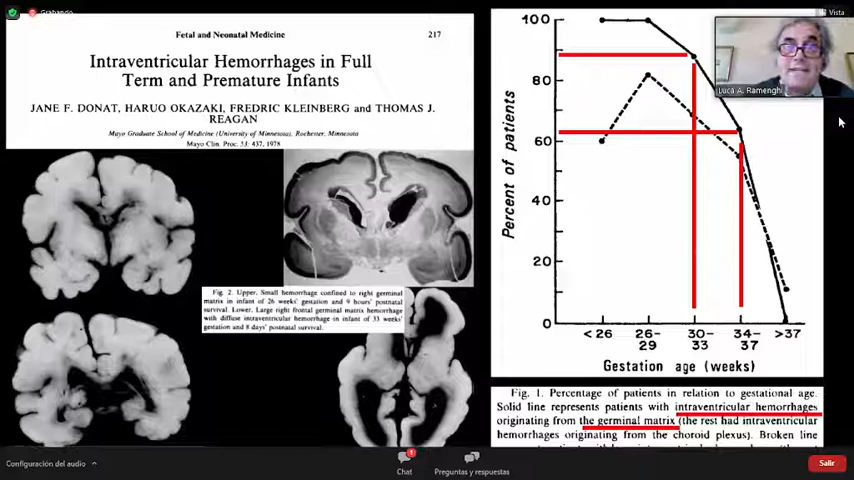 Grabando
Vista
Fetal and Neonatal Medicine
217
Intraventricular Hemorrhages in Full
Term and Premature Infants
JANE F. DONAT, HARUO OKAZAKI, FREDRIC KLEINBERG and THOMAS J.
REAGAN
Mayo Graduate School of Medicine (University of Minnesota), Rochester, Minnesota
Mayo Clin. Proc. 53: 437, 1978
Fig. 2. Upper, Small hemorrhage confined to right germinal
matrix in infant of 26 weeks' gestation and 9 hours' postnatal
survival. Lower, Large right frontal germinal matrix hemorrhage
with diffuse intraventricular hemorrhage in infant of 33 weeks'
gestation and 8 days' postnatal survival.
Percent of patients
100
80
60
40
20
0
<26
26-
29
30-
33
34-
37
>37
Gestation age (weeks)
Luca A. Ramenghi
Fig. 1. Percentage of patients in relation to gestational age.
Solid line represents patients with intraventricular hemorrhages
originating from the germinal matrix (the rest had intraventricular
hemorrhages originating from the choroid plexus). Broken line
Configuración del audio
Chat
1
Preguntas y respuestas
Salir